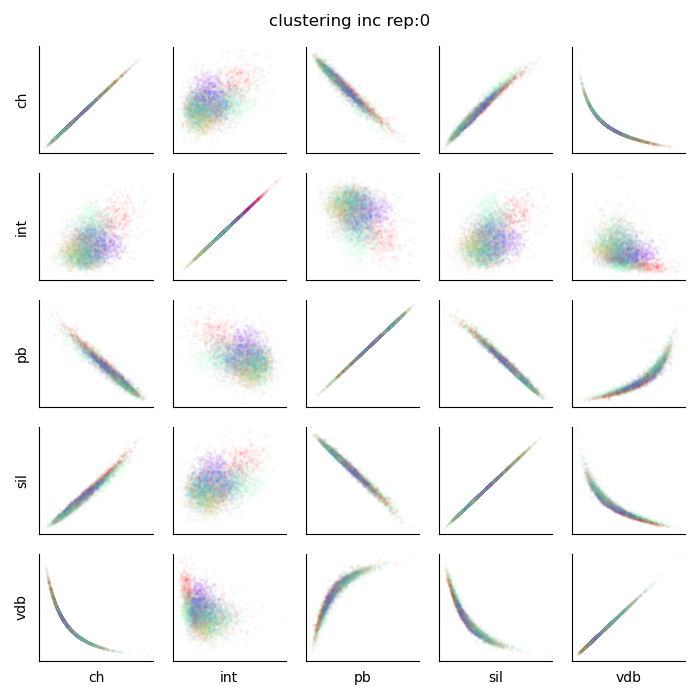 clustering inc rep:0
ch
int
pb
sil
vdb
ch
int
pb
sil
vdb